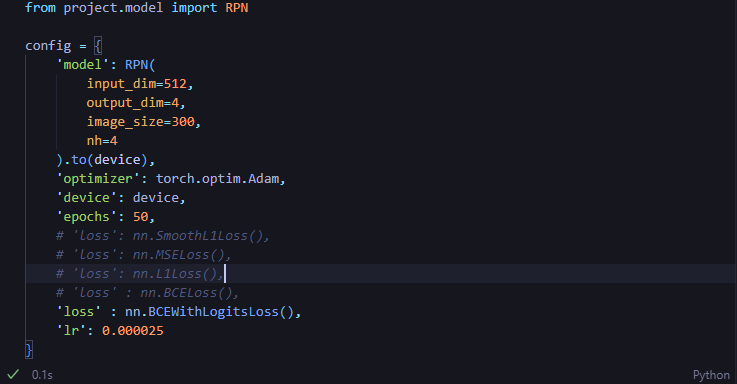 from project.model import RPN
config = {
'model': RPN(
input_dim=512,
output_dim=4,
image_size=300,
nh=4
).to(device),
'optimizer': torch.optim.Adam,
'device': device,
'epochs': 50,
# 'loss': nn.SmoothL1Loss(),
# 'loss': nn.MSELoss(),
# 'loss': nn.L1Loss(),
# 'loss' : nn.BCELoss(),
'loss' : nn.BCEWithLogitsLoss(),
'lr': 0.000025
}
0.1s Python